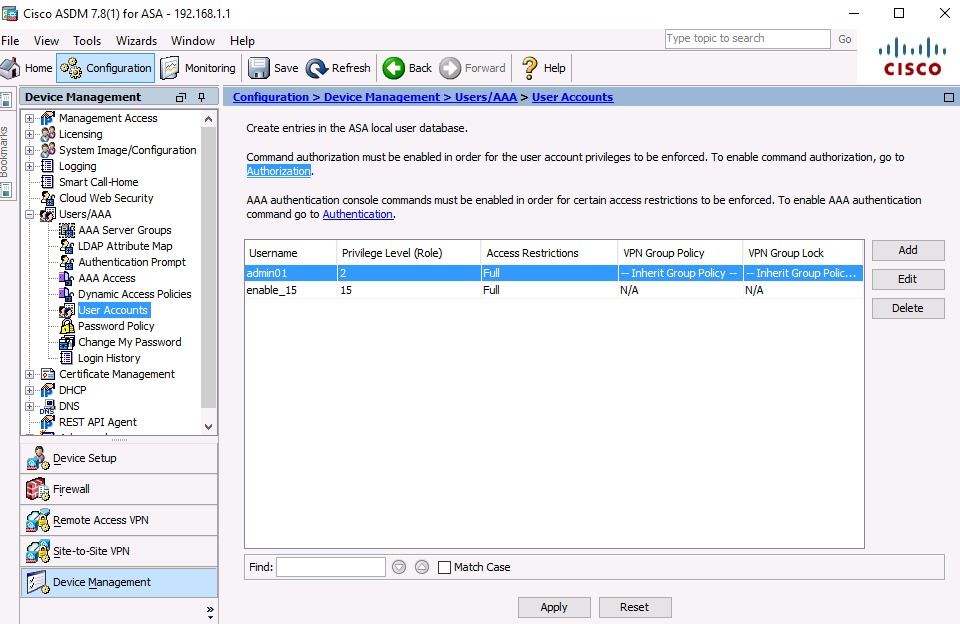 Cisco ASDM 7.8(1) for ASA - 192.168.1.1
File View Tools Wizards Window Help
Type topic to search Go
CISCO
Home Configuration Monitoring Save Refresh Back Forward Help
Bookmarks
Device Management
Management Access
Licensing
System Image/Configuration
Logging
Smart Call-Home
Cloud Web Security
Users/AAA
AAA Server Groups
LDAP Attribute Map
Authentication Prompt
AAA Access
Dynamic Access Policies
User Accounts
Password Policy
Change My Password
Login History
Certificate Management
DHCP
DNS
REST API Agent
Device Setup
Firewall
Remote Access VPN
Site-to-Site VPN
Device Management
Configuration > Device Management > Users/AAA > User Accounts
Create entries in the ASA local user database.
Command authorization must be enabled in order for the user account privileges to be enforced. To enable command authorization, go to
Authorization.
AAA authentication console commands must be enabled in order for certain access restrictions to be enforced. To enable AAA authentication
command go to Authentication.
Username Privilege Level (Role) Access Restrictions VPN Group Policy VPN Group Lock
admin01 2 Full -- Inherit Group Policy -- -- Inherit Group Polic...
enable_15 15 Full N/A N/A
Add
Edit
Delete
Find: Match Case
Apply Reset